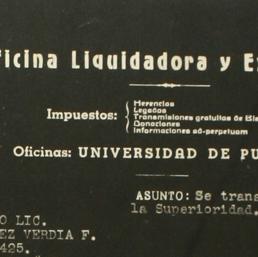 ficina Liquidadora y E
Impuestos: { Herencias
Legados
Transmisiones gratuitas de Bie
Donaciones
Informaciones ad-perpetuam
Oficinas: UNIVERSIDAD DE PU
ASUNTO: Se trans
la Superioridad.
O LIC.
EZ VERDIA F.
425.